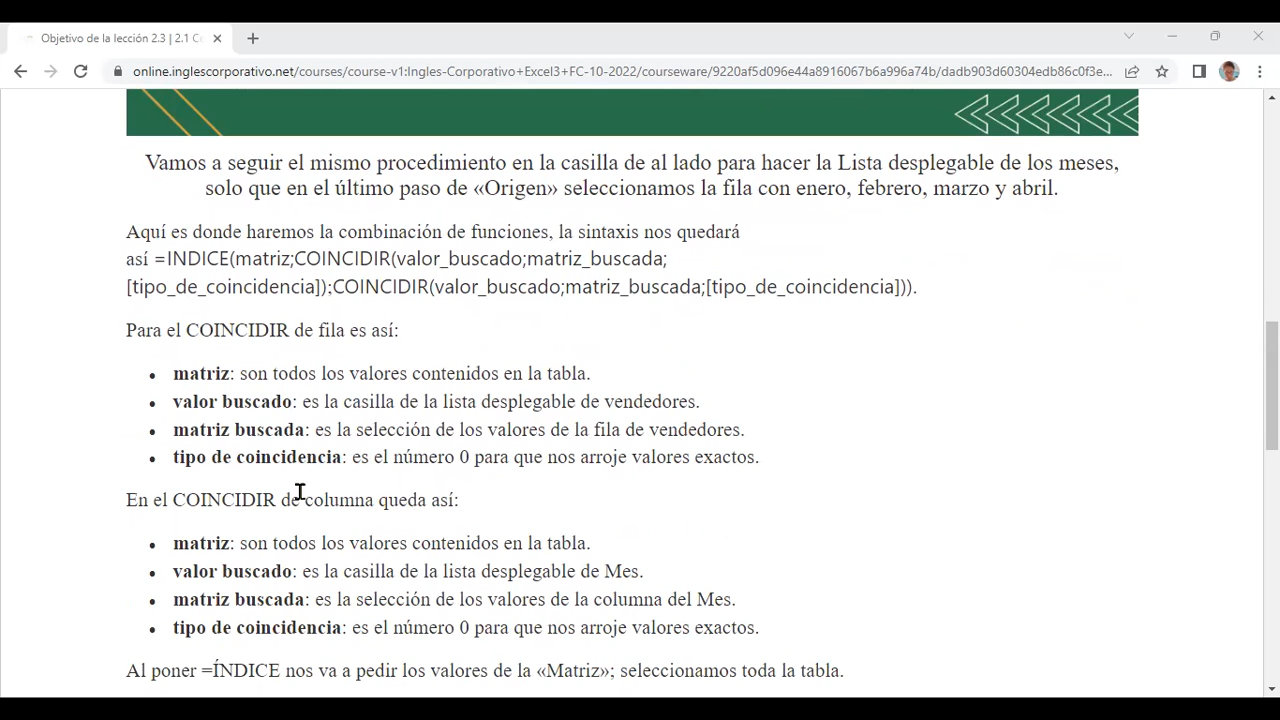 Objetivo de la lección 2.3 | 2.1 Co
online.inglescorporativo.net/courses/course-v1:Ingles-Corporativo+Excel3+FC-10-2022/courseware/9220af5d096e44a8916067b6a996a74b/dadb903d60304edb86c0f3e...
Vamos a seguir el mismo procedimiento en la casilla de al lado para hacer la Lista desplegable de los meses,
solo que en el último paso de «Origen» seleccionamos la fila con enero, febrero, marzo y abril.
Aquí es donde haremos la combinación de funciones, la sintaxis nos quedará
así =INDICE(matriz;COINCIDIR(valor_buscado;matriz_buscada;
[tipo_de_coincidencia]);COINCIDIR(valor_buscado;matriz_buscada;[tipo_de_coincidencia])).
Para el COINCIDIR de fila es así:
• matriz: son todos los valores contenidos en la tabla.
• valor buscado: es la casilla de la lista desplegable de vendedores.
• matriz buscada: es la selección de los valores de la fila de vendedores.
• tipo de coincidencia: es el número 0 para que nos arroje valores exactos.
En el COINCIDIR de columna queda así:
• matriz: son todos los valores contenidos en la tabla.
• valor buscado: es la casilla de la lista desplegable de Mes.
• matriz buscada: es la selección de los valores de la columna del Mes.
• tipo de coincidencia: es el número 0 para que nos arroje valores exactos.
Al poner =ÍNDICE nos va a pedir los valores de la «Matriz»; seleccionamos toda la tabla.